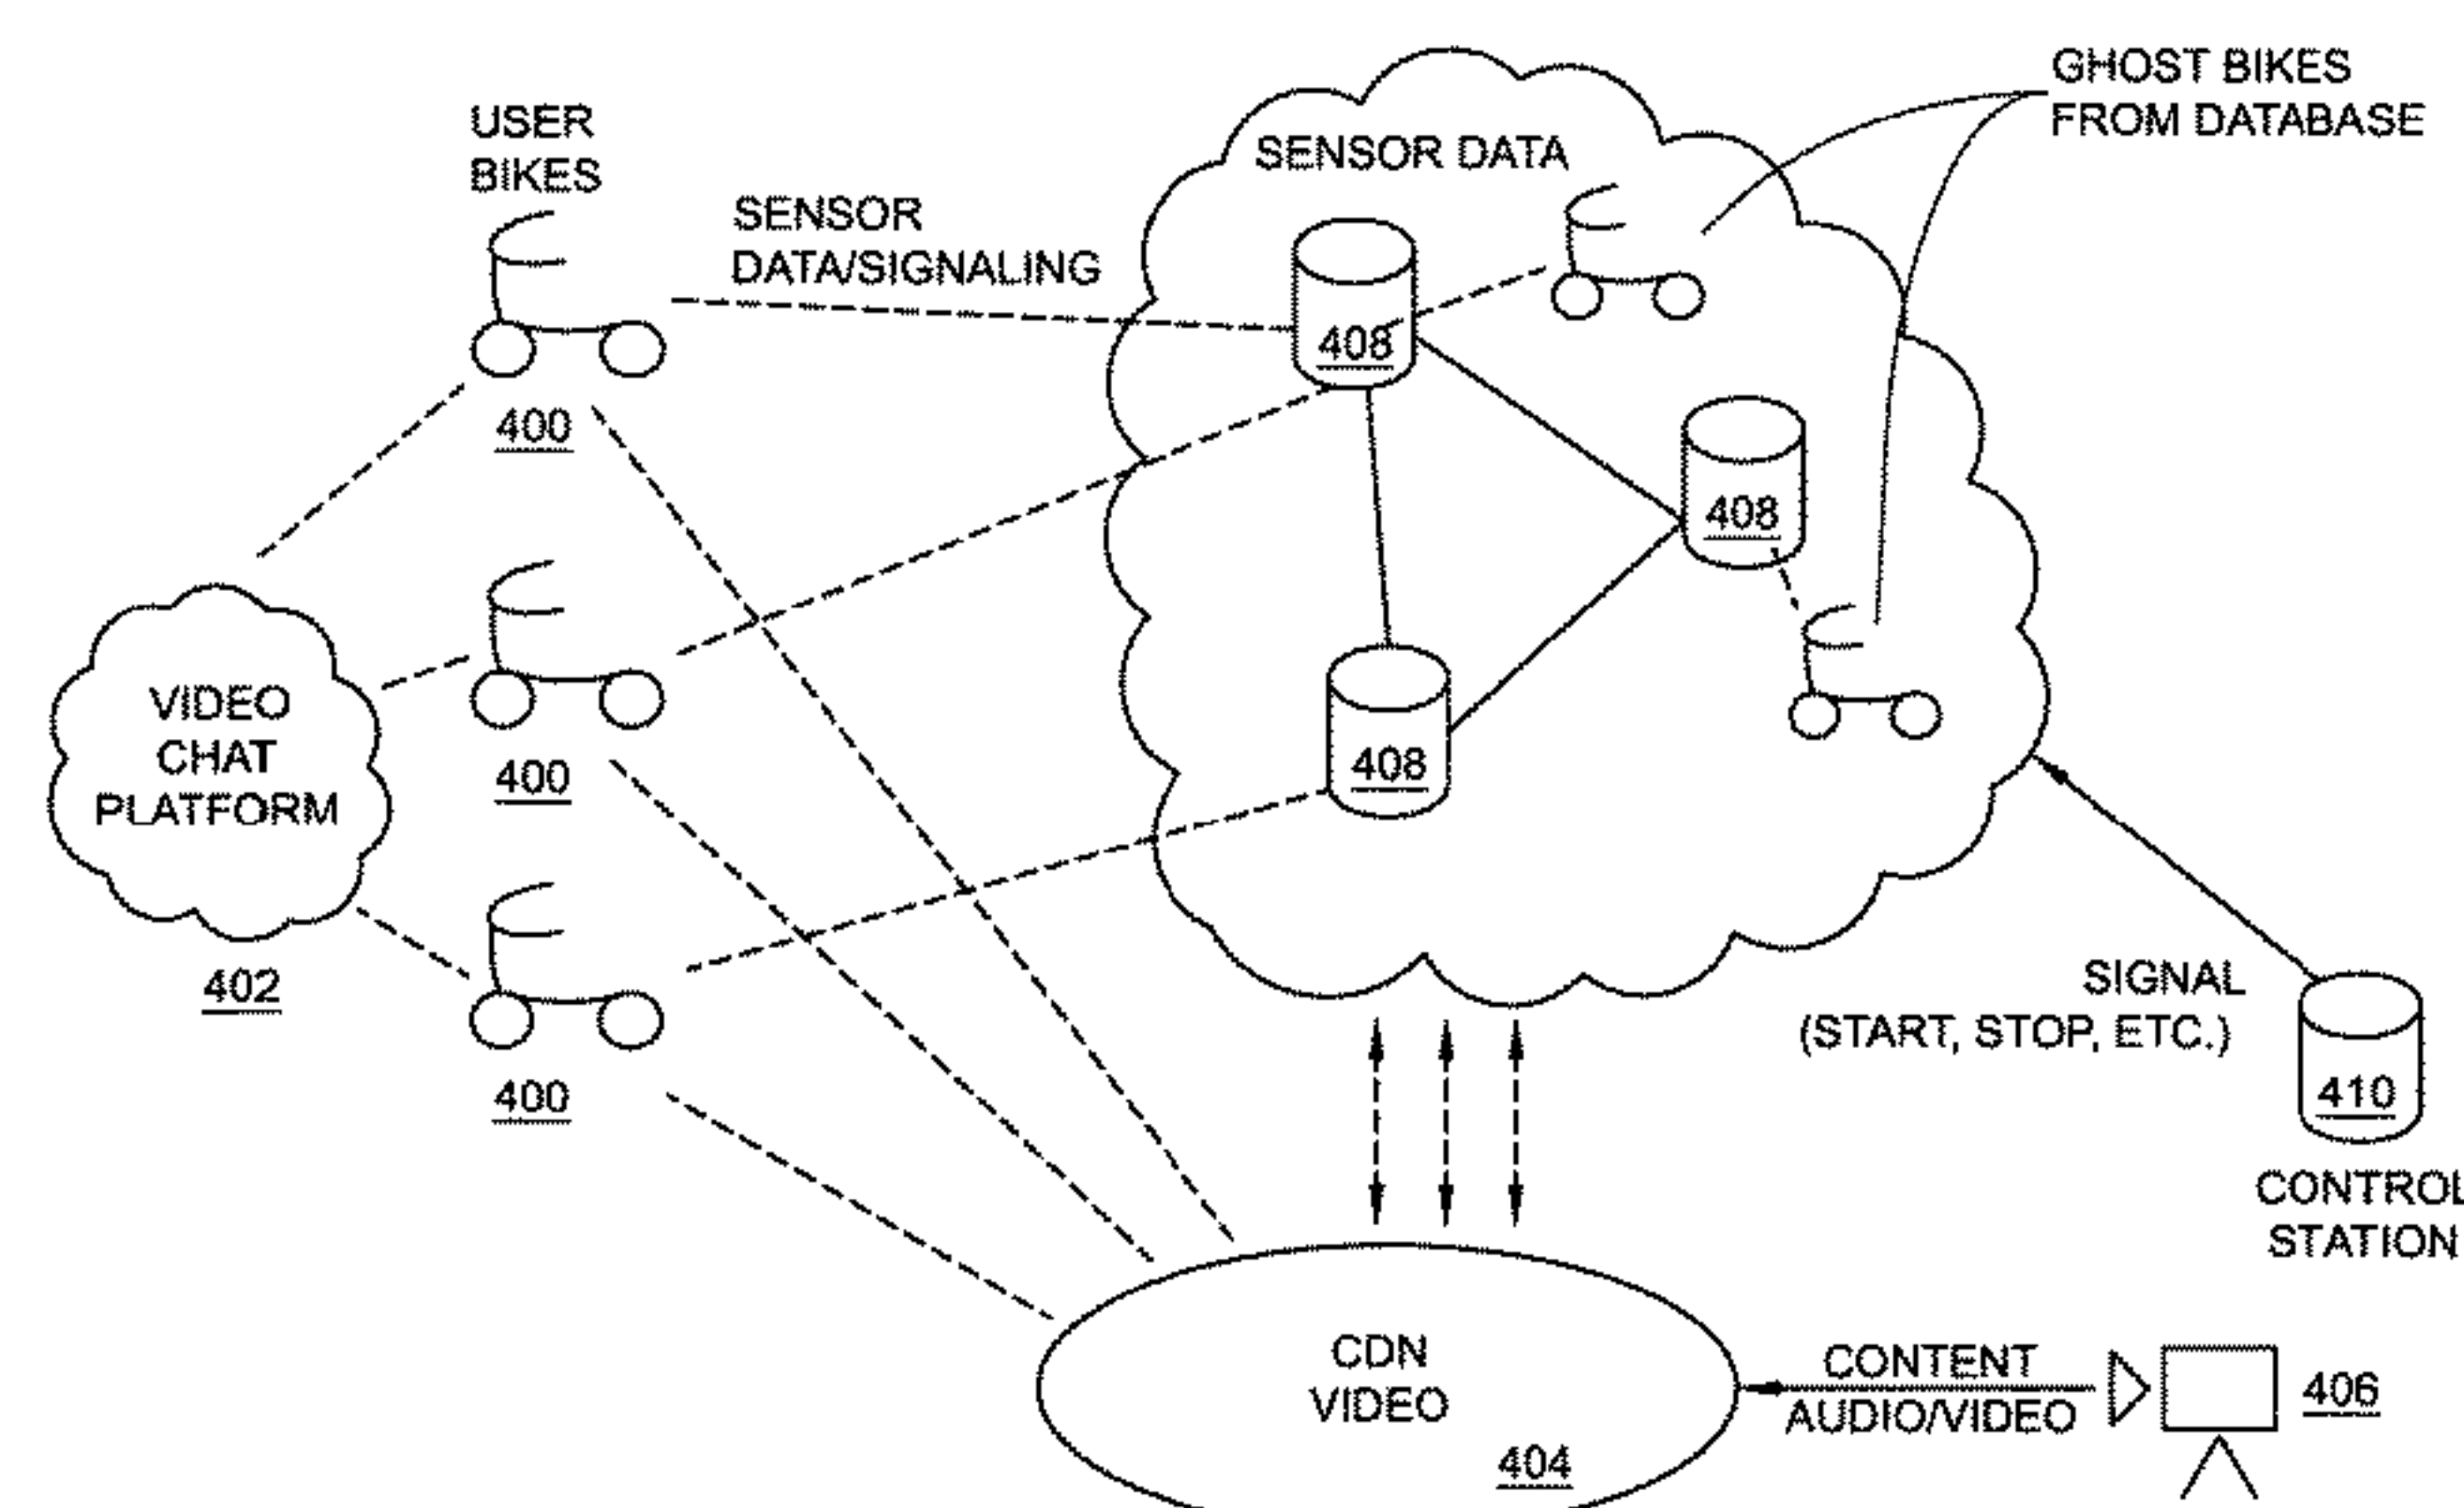 GHOST BIKES
FROM DATABASE
USER
BIKES
SENSOR DATA
SENSOR
DATA/SIGNALING
408
400
408
VIDEO
CHAT
PLATFORM
400
408
402
SIGNAL
(START, STOP, ETC.)
400
410
CONTROL
STATION
CDN
VIDEO
404
CONTENT
AUDIO/VIDEO
406